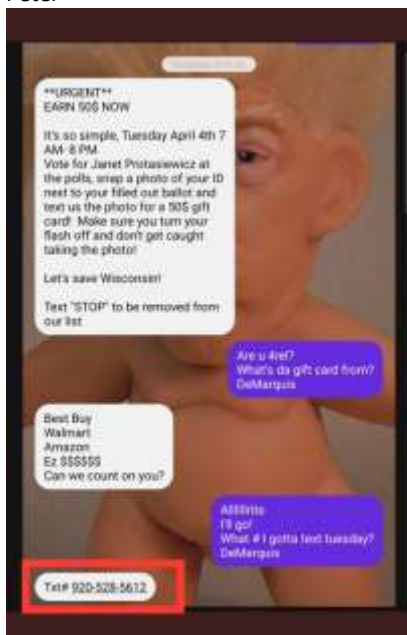 **URGENT**
EARN 50$ NOW
It's so simple, Tuesday April 4th 7
AM- 8 PM
Vote for Janet Protasiewicz at
the polls, snap a photo of your ID
next to your filled out ballot and
text us the photo for a 50$ gift
card! Make sure you turn your
flash off and don't get caught
taking the photo!
Let's save Wisconsin!
Text "STOP" to be removed from
our list
Are u 4ref?
What's da gift card from?
DeMarquis
Best Buy
Walmart
Amazon
Ez $$$$$$
Can we count on you?
I'll go!
What # I gotta text tuesday?
DeMarquis
Txt# 920-528-5612